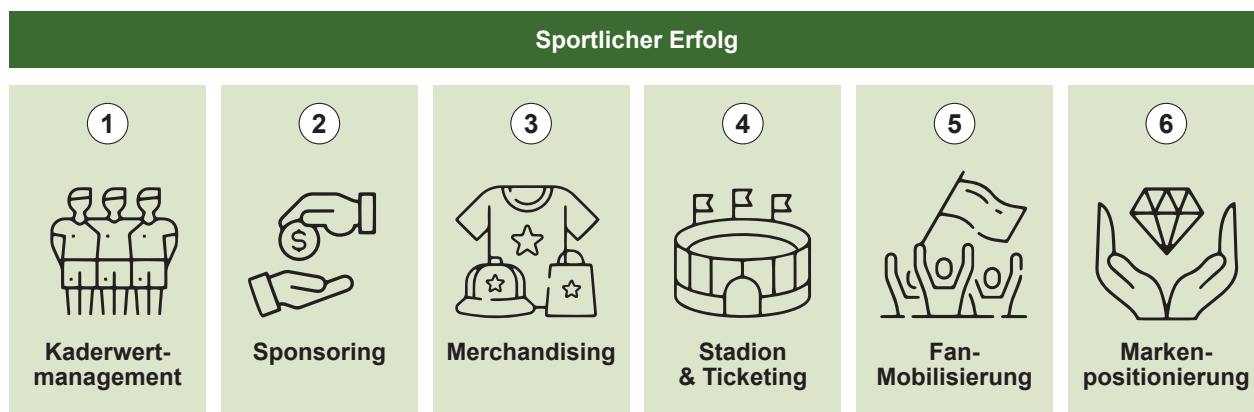 Sportlicher Erfolg
1
2
3
4
5
6
$
Kaderwert-
management
Sponsoring
Merchandising
Stadion
& Ticketing
Fan-
Mobilisierung
Marken-
positionierung